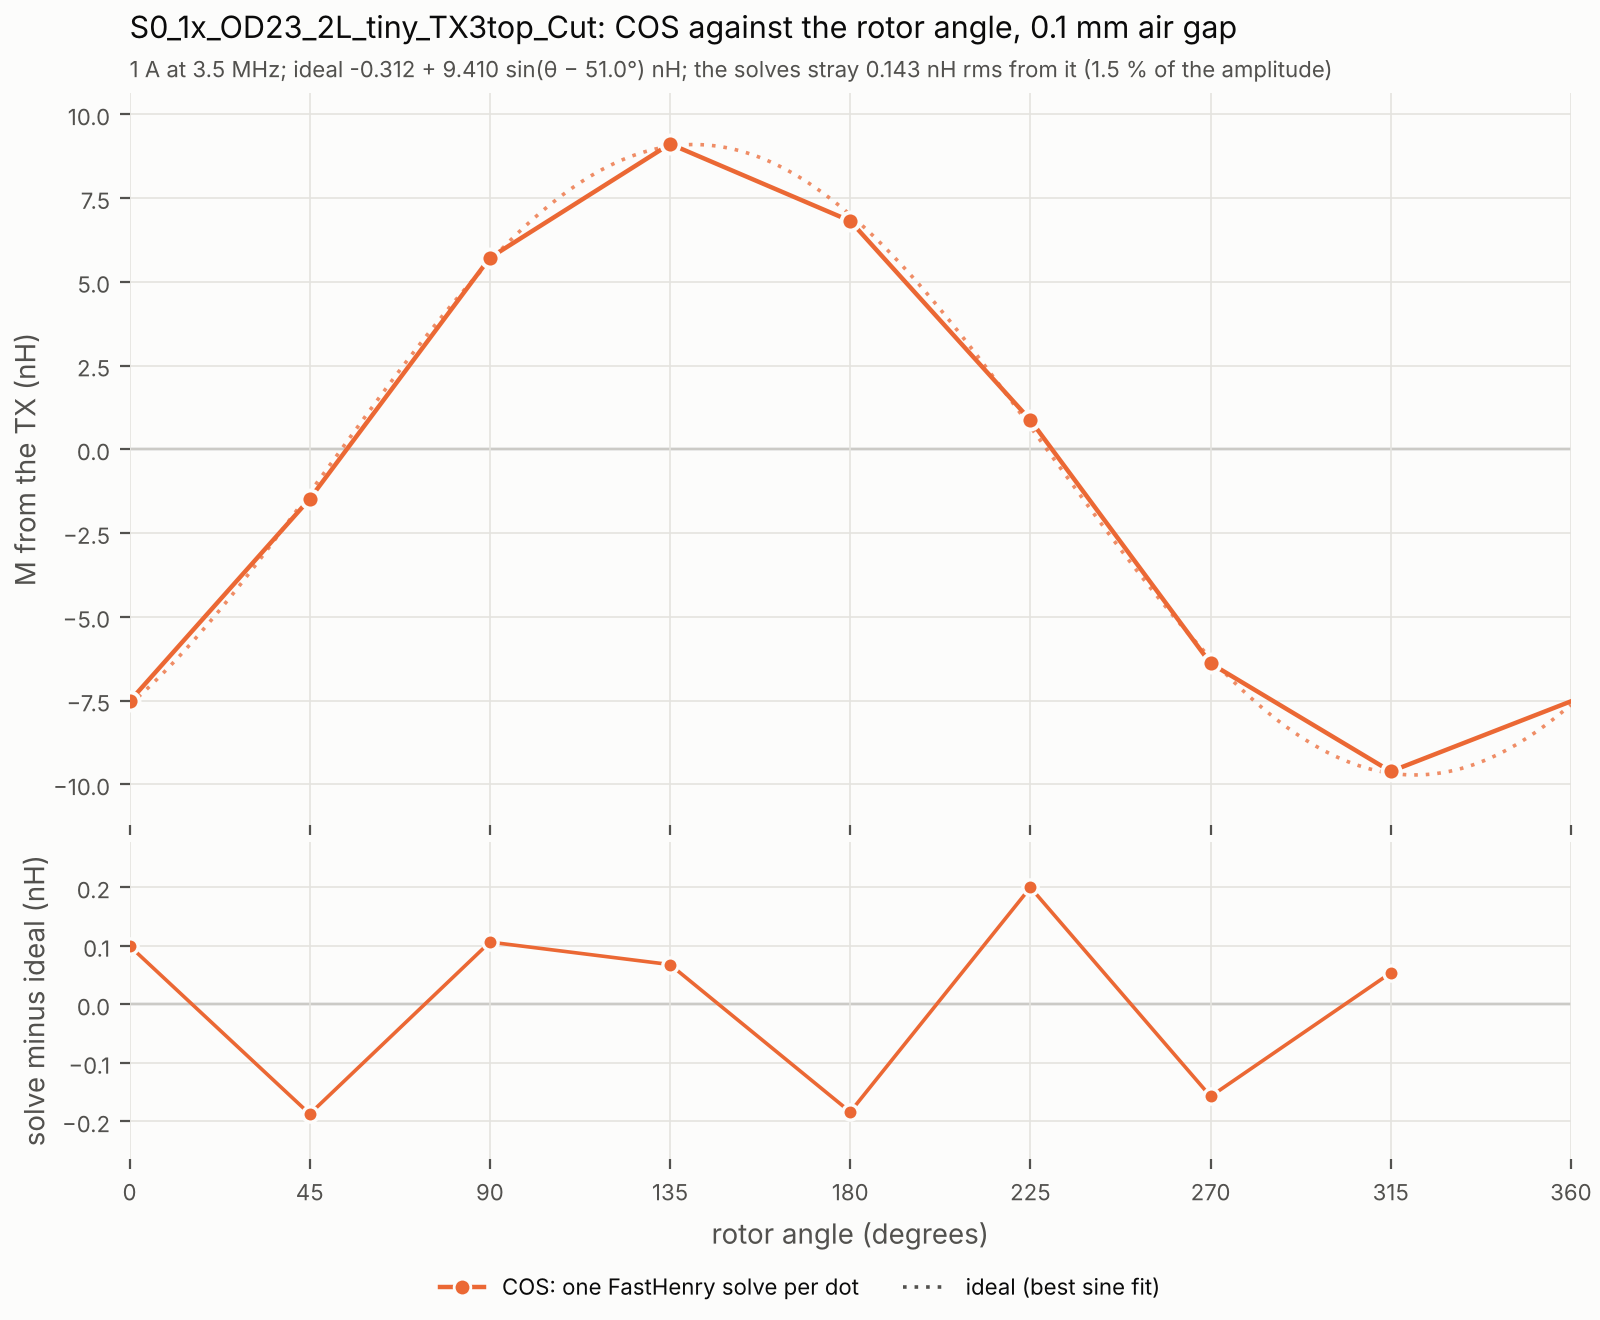 S0_1x_OD23_2L_tiny_TX3top_Cut: COS against the rotor angle, 0.1 mm air gap
1 A at 3.5 MHz; ideal -0.312 + 9.410 sin(θ − 51.0°) nH; the solves stray 0.143 nH rms from it (1.5 % of the amplitude)
M from the TX (nH)
10.0
7.5
5.0
2.5
0.0
−2.5
−5.0
−7.5
−10.0
solve minus ideal (nH)
0.2
0.1
0.0
−0.1
−0.2
0 45 90 135 180 225 270 315 360
rotor angle (degrees)
COS: one FastHenry solve per dot ideal (best sine fit)